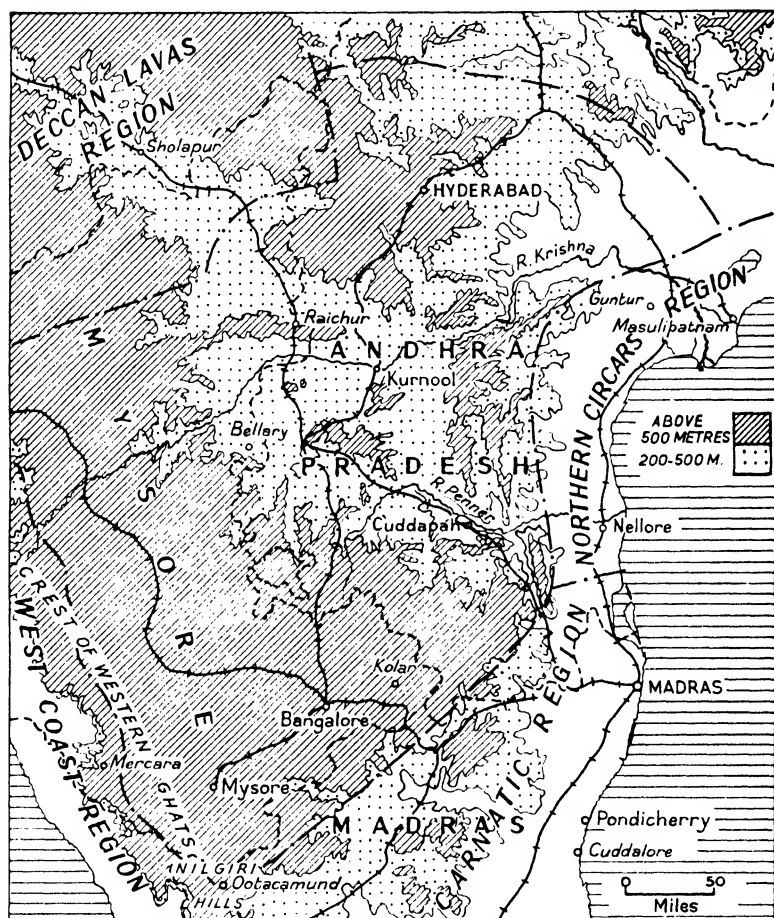 DECCAN LAVAS
REGION
Sholapur
HYDERABAD
R. Krishna
Guntur
Masulibatnam
NORTHERN CIRCARS REGION
Raichur
ANDHRA
Kurnool
MYSORE
Bellary
PRADESH
R. Penner
ABOVE
500 METRES
200-500 M.
Cuddapah
Nellore
CREST OF WESTERN GHATS
WEST COAST REGION
Kolar
Bangalore
MADRAS
CARNATIC REGION
Mercara
Mysore
MADRAS
Pondicherry
Cuddalore
NILGIRI
HILLS
Ootacamund
0 50
Miles